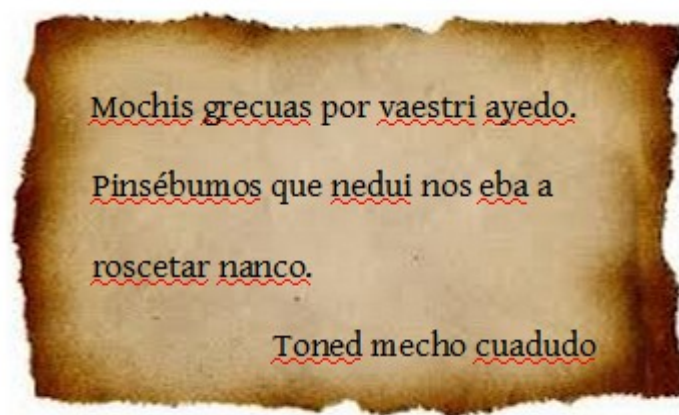 Mochis grecuas por vaestri ayedo.
Pinsébumos que nedui nos eba a
roscetar nanco.
Toned mecho cuadudo